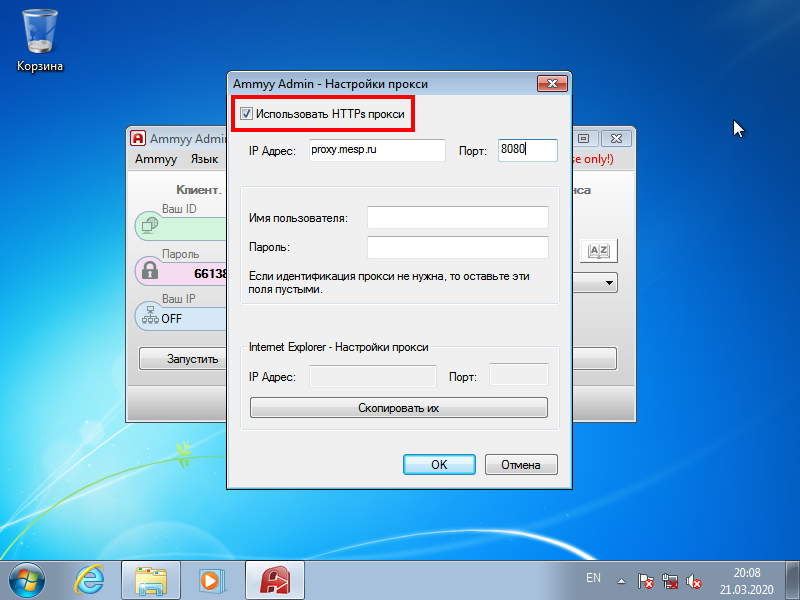 Корзина
Ammyy Admin - Настройки прокси
Использовать HTTPs прокси
IP Адрес: proxy.mesp.ru Порт: 8080
Имя пользователя:
Пароль:
Если идентификация прокси не нужна, то оставьте эти
поля пустыми.
Internet Explorer - Настройки прокси
IP Адрес: Порт:
Скопировать их
OK Отмена
Ammyy Admin
Ammyy Язык
se only!)
Клиент.
Ваш ID
Пароль
66138
Ваш IP
OFF
Запустить
AZ
EN
20:08
21.03.2020